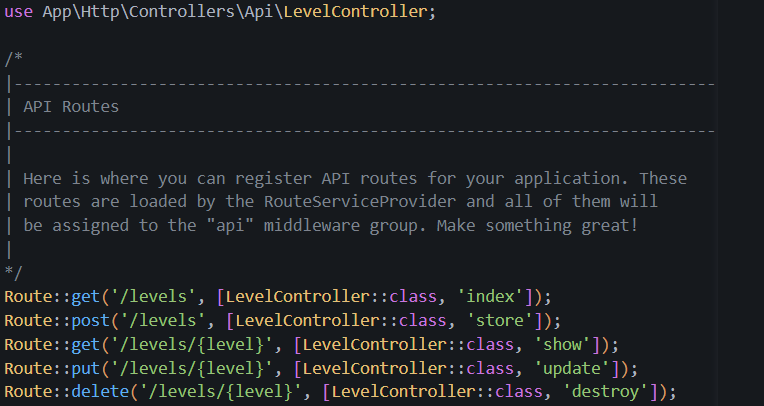 use App\Http\Controllers\Api\LevelController;
/*
|--------------------------------------------------------------------------
| API Routes
|--------------------------------------------------------------------------
|
| Here is where you can register API routes for your application. These
| routes are loaded by the RouteServiceProvider and all of them will
| be assigned to the "api" middleware group. Make something great!
|
*/
Route::get('/levels', [LevelController::class, 'index']);
Route::post('/levels', [LevelController::class, 'store']);
Route::get('/levels/{level}', [LevelController::class, 'show']);
Route::put('/levels/{level}', [LevelController::class, 'update']);
Route::delete('/levels/{level}', [LevelController::class, 'destroy']);